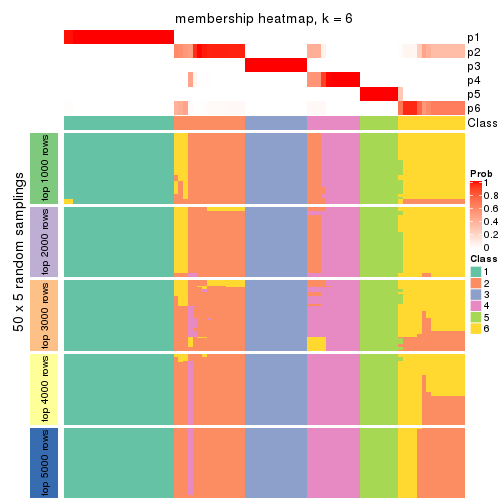 membership heatmap, k = 6
p1
p2
p3
p4
p5
p6
Class
50 x 5 random samplings
top 1000 rows
top 2000 rows
top 3000 rows
top 4000 rows
top 5000 rows
Prob
1
0.8
0.6
0.4
0.2
0
Class
1
2
3
4
5
6